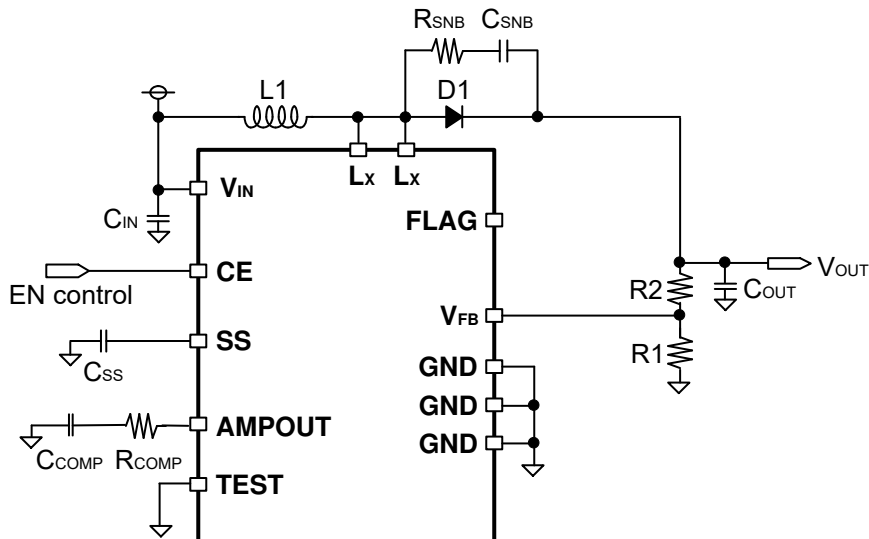 RSNB CSNB
L1
D1
LX LX
VIN
FLAG
CIN
CE
EN control
VOUT
R2
COUT
VFB
SS
R1
CSS
GND
AMPOUT
GND
CCOMP RCOMP
GND
TEST